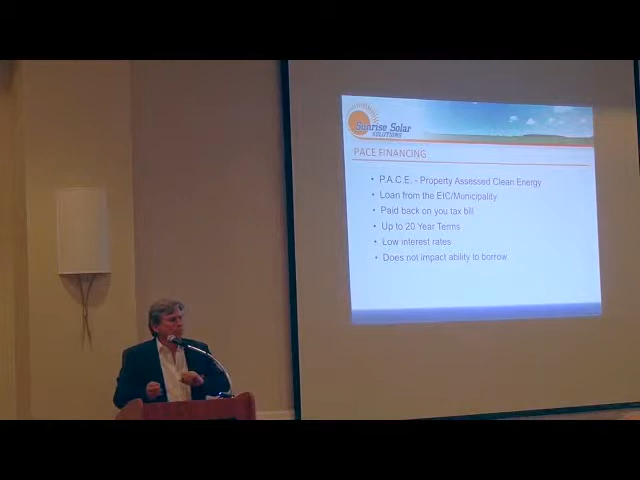 Sunrise Solar
SOLUTIONS
PACE FINANCING
• P.A.C.E. - Property Assessed Clean Energy
• Loan from the EIC/Municipality
• Paid back on you tax bill
• Up to 20 Year Terms
• Low interest rates
• Does not impact ability to borrow